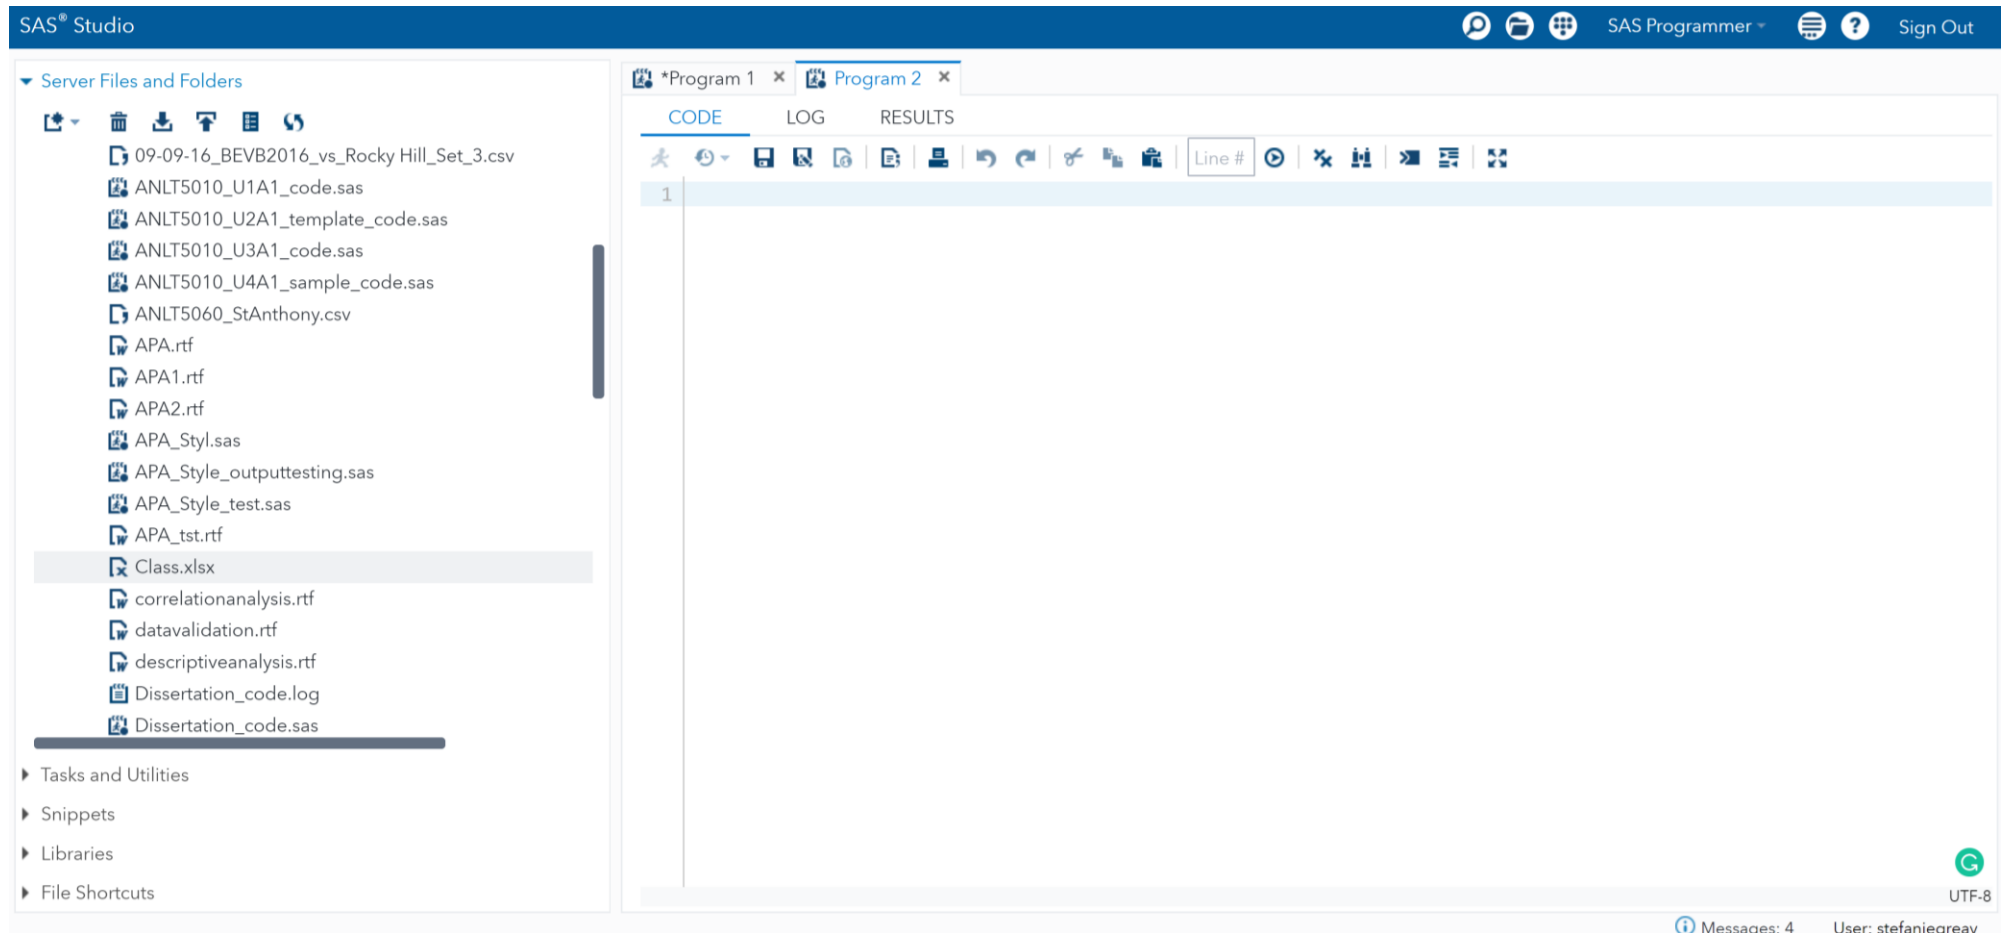 SAS® Studio
SAS Programmer
Sign Out
Server Files and Folders
09-09-16_BEVB2016_vs_Rocky Hill_Set_3.csv
ANLT5010_U1A1_code.sas
ANLT5010_U2A1_template_code.sas
ANLT5010_U3A1_code.sas
ANLT5010_U4A1_sample_code.sas
ANLT5060_StAnthony.csv
APA.rtf
APA1.rtf
APA2.rtf
APA_Styl.sas
APA_Style_outputtesting.sas
APA_Style_test.sas
APA_tst.rtf
Class.xlsx
correlationanalysis.rtf
datavalidation.rtf
descriptiveanalysis.rtf
Dissertation_code.log
Dissertation_code.sas
Tasks and Utilities
Snippets
Libraries
File Shortcuts
*Program 1
Program 2
CODE LOG RESULTS
Line #
1
UTF-8
Messages: 4
User: stefaniegreay